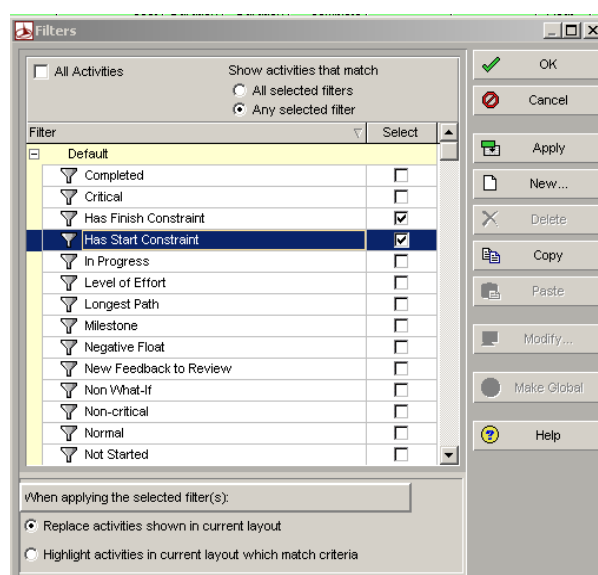 Filters
All Activities
Show activities that match
All selected filters
Any selected filter
Filter Select
Default
Completed
Critical
Has Finish Constraint
Has Start Constraint
In Progress
Level of Effort
Longest Path
Milestone
Negative Float
New Feedback to Review
Non What-If
Non-critical
Normal
Not Started
When applying the selected filter(s):
Replace activities shown in current layout
Highlight activities in current layout which match criteria
OK
Cancel
Apply
New...
Delete
Copy
Paste
Modify...
Make Global
Help